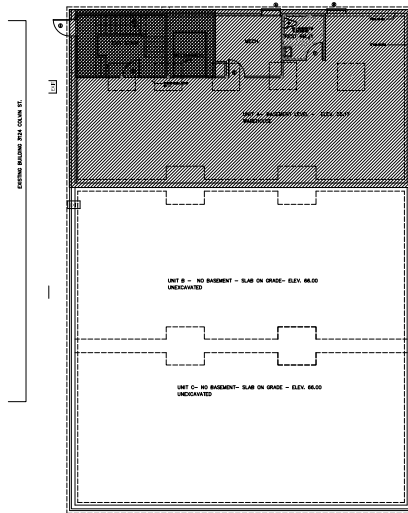 MECH.
UNIT A- BASEMENT LEVEL -
WAREHOUSE
EXISTING BUILDING 3124 COLVIN ST.
UNIT B - NO BASEMENT - SLAB ON GRADE- ELEV. 66.00
UNEXCAVATED
UNIT C- NO BASEMENT- SLAB ON GRADE - ELEV. 66.00
UNEXCAVATED